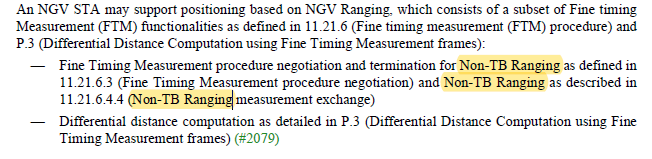 An NGV STA may support positioning based on NGV Ranging, which consists of a subset of Fine timing
Measurement (FTM) functionalities as defined in 11.21.6 (Fine timing measurement (FTM) procedure) and
P.3 (Differential Distance Computation using Fine Timing Measurement frames):
— Fine Timing Measurement procedure negotiation and termination for Non-TB Ranging as defined in
11.21.6.3 (Fine Timing Measurement procedure negotiation) and Non-TB Ranging as described in
11.21.6.4.4 (Non-TB Ranging measurement exchange)
— Differential distance computation as detailed in P.3 (Differential Distance Computation using Fine
Timing Measurement frames) (#2079)